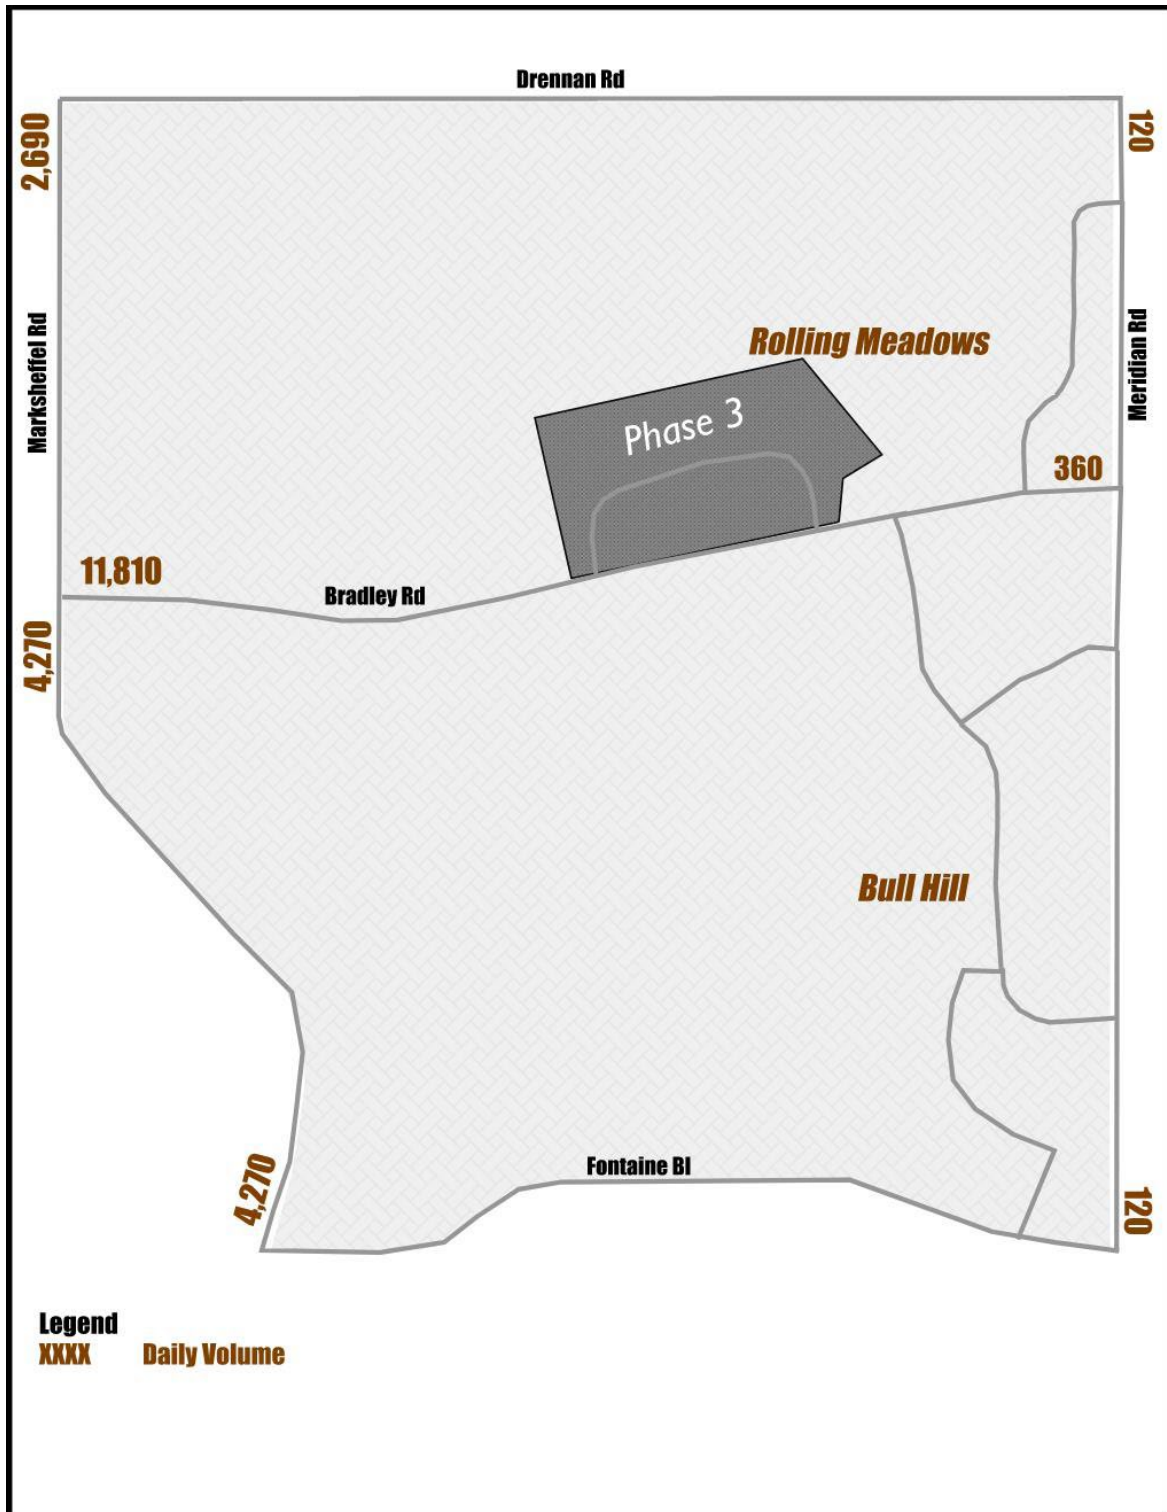 Drennan Rd
2,690
120
Marksheffel Rd
Meridian Rd
Rolling Meadows
Phase 3
360
11,810
Bradley Rd
4,270
Bull Hill
4,270
Fontaine Bl
120
Legend
XXXX Daily Volume